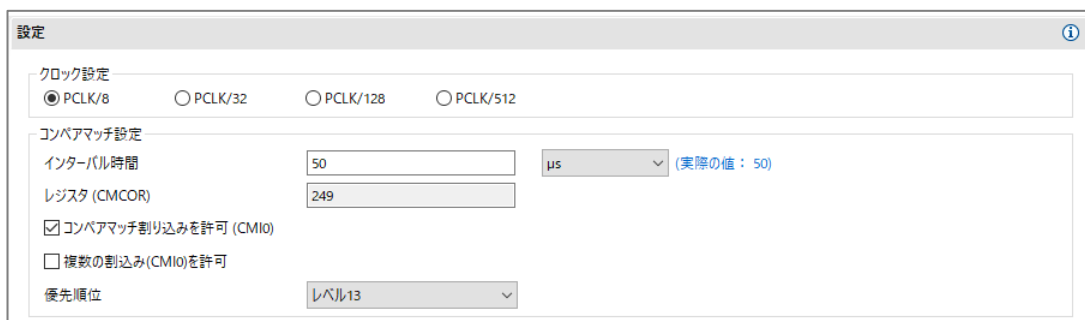 設定
クロック設定
PCLK/8 PCLK/32 PCLK/128 PCLK/512
コンペアマッチ設定
インターバル時間 50 µs (実際の値： 50)
レジスタ (CMCOR) 249
コンペアマッチ割り込みを許可 (CMI0)
複数の割込み(CMI0)を許可
優先順位 レベル13